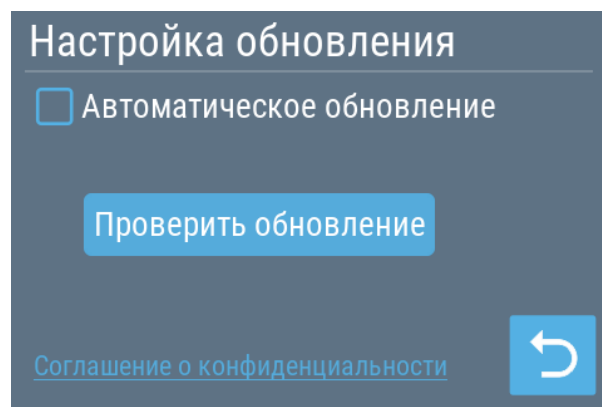 Настройка обновления
Автоматическое обновление
Проверить обновление
Соглашение о конфиденциальности